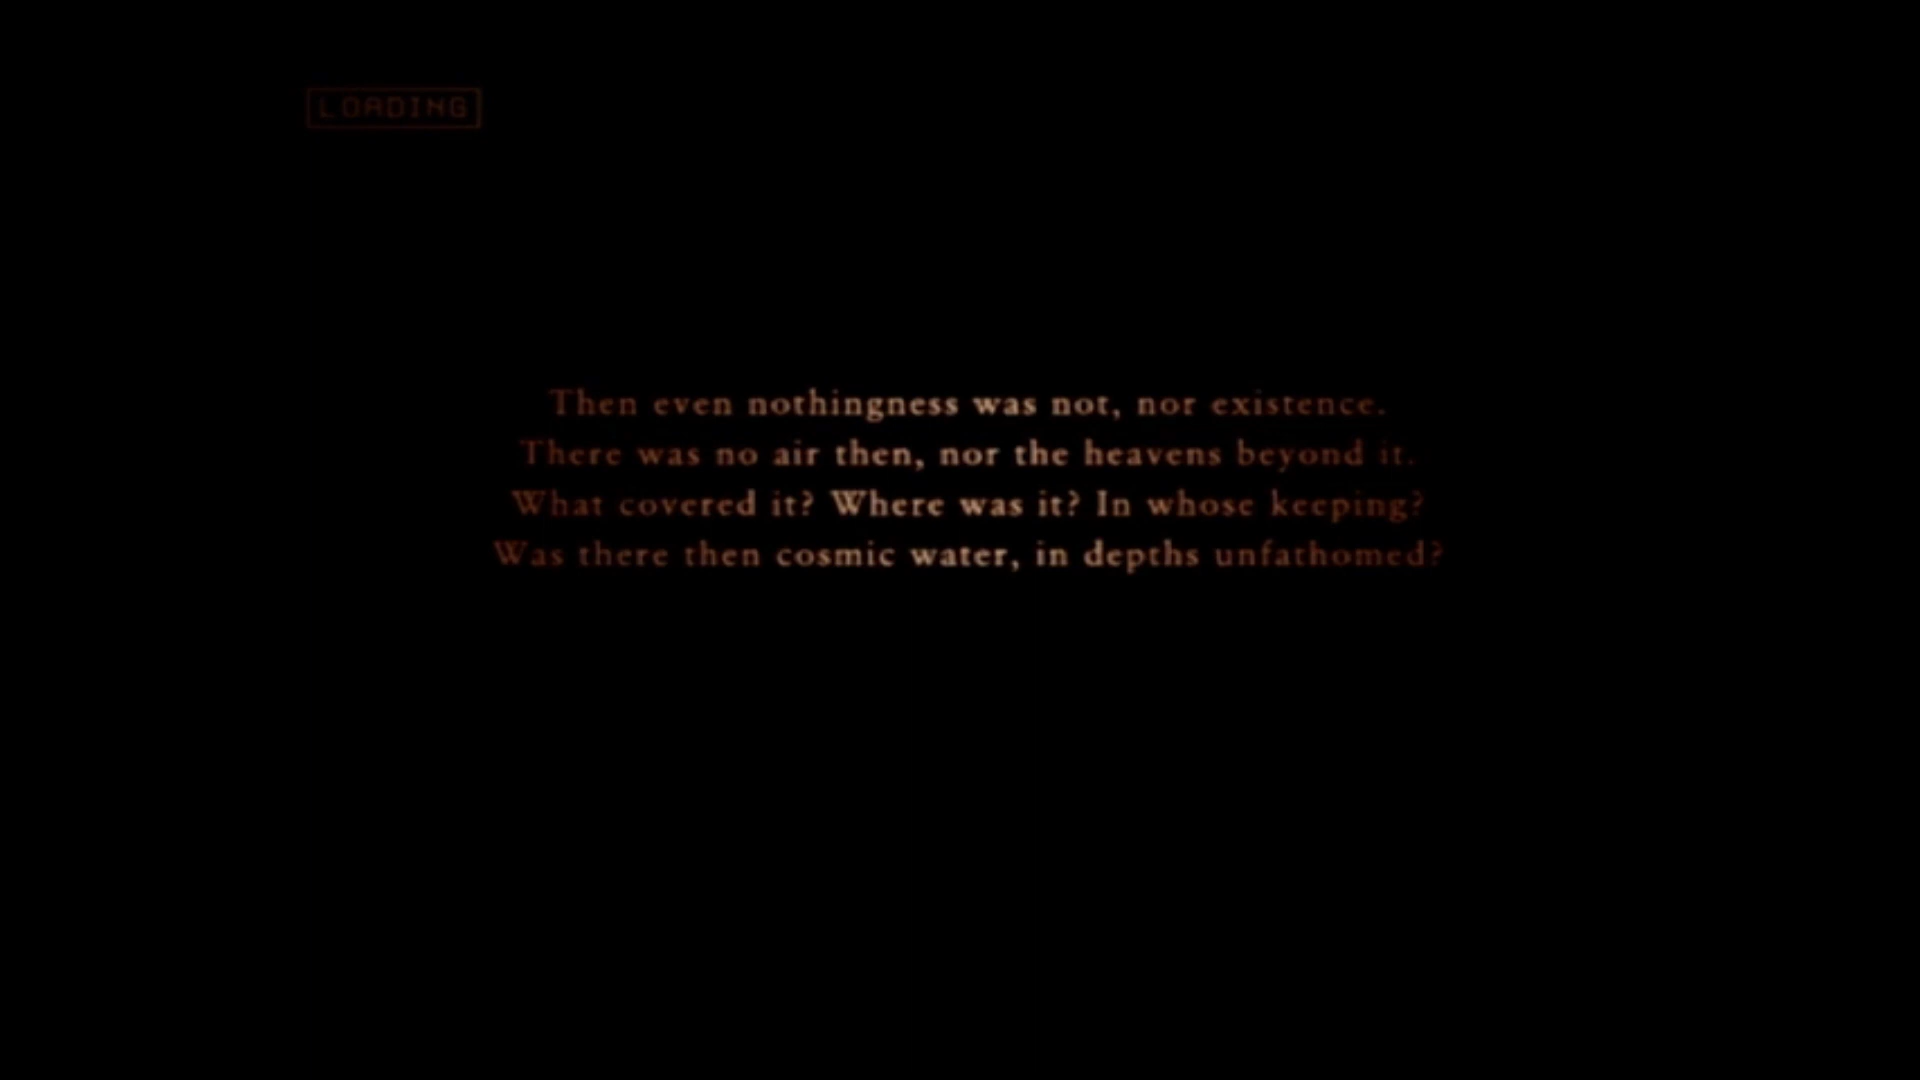 LOADING
Then even nothingness was not, nor existence.
There was no air then, nor the heavens beyond it.
What covered it? Where was it? In whose keeping?
Was there then cosmic water, in depths unfathomed?